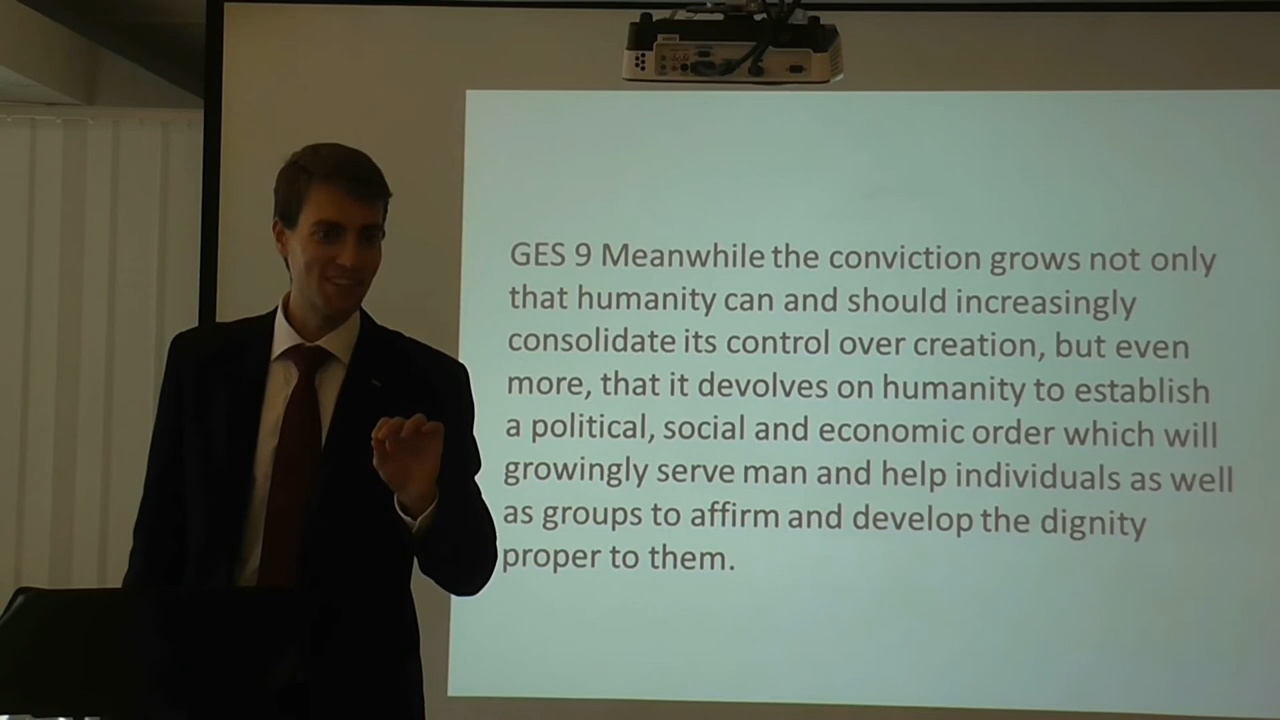 GES 9 Meanwhile the conviction grows not only
that humanity can and should increasingly
consolidate its control over creation, but even
more, that it devolves on humanity to establish
a political, social and economic order which will
growingly serve man and help individuals as well
as groups to affirm and develop the dignity
proper to them.